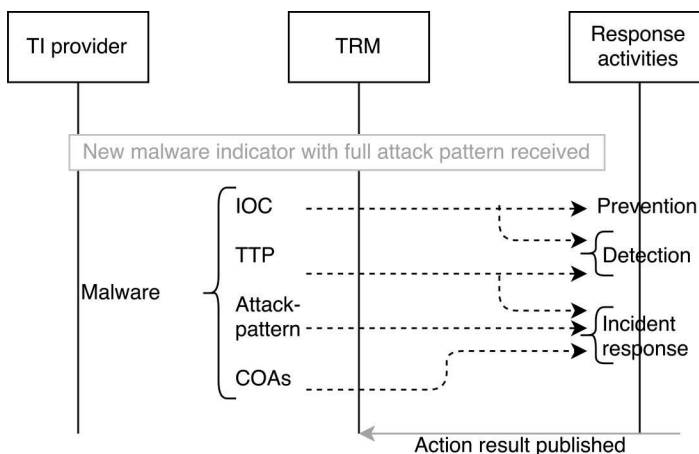 TI provider
TRM
Response
activities
New malware indicator with full attack pattern received
IOC
Prevention
TTP
Detection
Malware
Attack-
pattern
Incident
response
COAs
Action result published